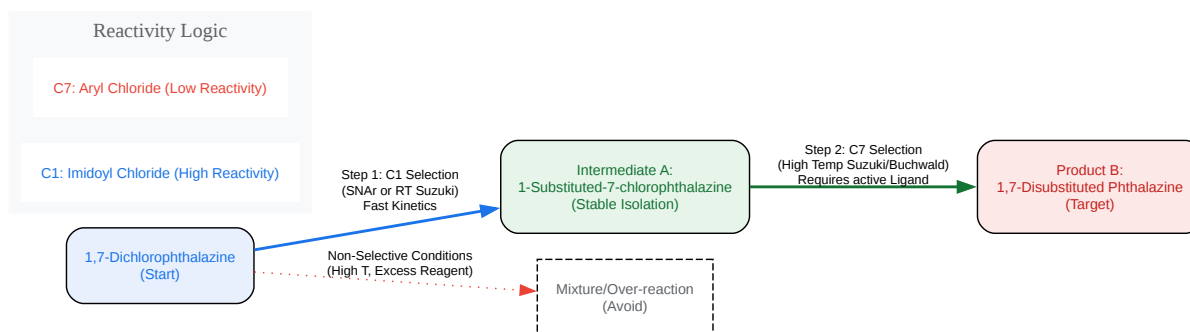 Reactivity Logic
C7: Aryl Chloride (Low Reactivity)
C1: Imidoyl Chloride (High Reactivity)
1,7-Dichlorophthalazine
(Start)
Step 1: C1 Selection
(SNAr or RT Suzuki)
Fast Kinetics
Non-Selective Conditions
(High T, Excess Reagent)
Intermediate A:
1-Substituted-7-chlorophthalazine
(Stable Isolation)
Mixture/Over-reaction
(Avoid)
Step 2: C7 Selection
(High Temp Suzuki/Buchwald)
Requires active Ligand
Product B:
1,7-Disubstituted Phthalazine
(Target)